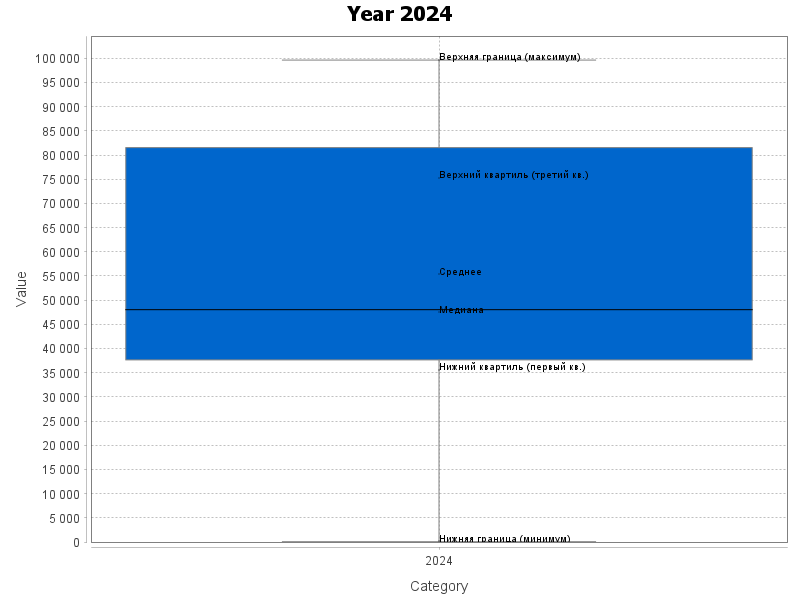 Year 2024
100 000
95 000
90 000
85 000
80 000
75 000
70 000
65 000
60 000
55 000
50 000
45 000
40 000
35 000
30 000
25 000
20 000
15 000
10 000
5 000
0
Value
Верхняя граница (максимум)
Верхний квартиль (третий кв.)
Среднее
Медиана
Нижний квартиль (первый кв.)
Нижняя граница (минимум)
2024
Category